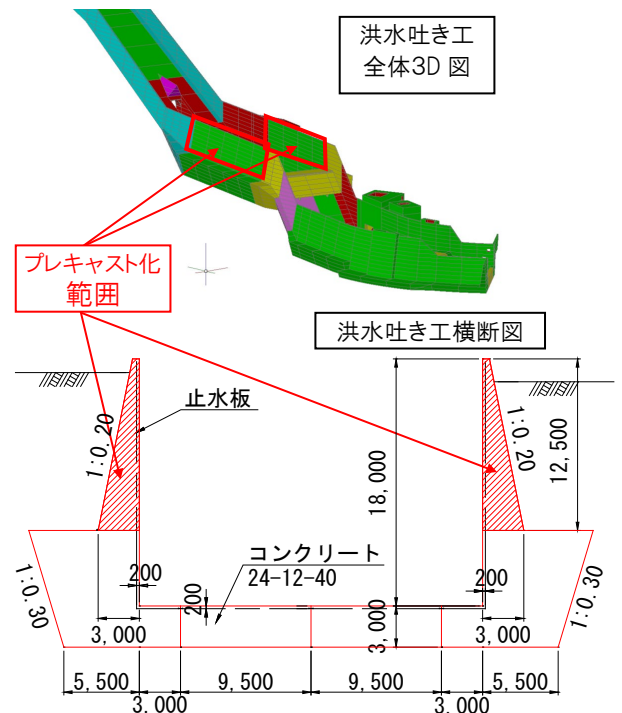 洪水吐き工
全体3D 図
プレキャスト化
範囲
洪水吐き工横断図
止水板
1:0.20
1:0.20
18,000
12,500
コンクリート
24-12-40
200
200
200
1:0.30
1:0.30
3,000
3,000
3,000
5,500
9,500
9,500
5,500
3,000
3,000